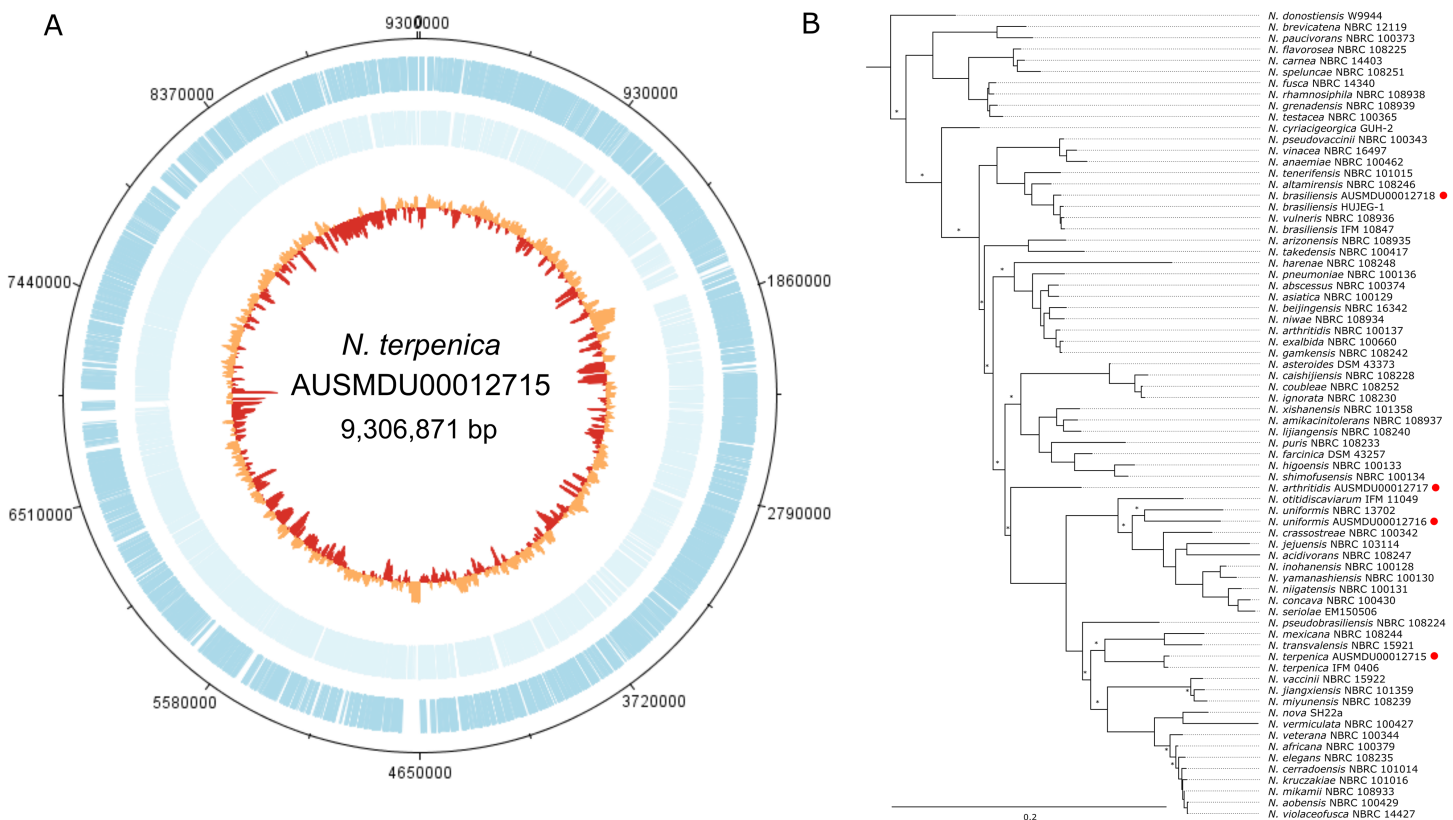 A
9300000
0
930000
1860000
2790000
3720000
4650000
5580000
6510000
7440000
8370000
N. terpenica
AUSMDU00012715
9,306,871 bp
B
N. donostiensis W9944
N. brevicatena NBRC 12119
N. paucivorans NBRC 100373
N. flavorosea NBRC 108225
N. carnea NBRC 14403
N. speluncae NBRC 108251
N. fusca NBRC 14340
N. rhamnosiphila NBRC 108938
N. grenadensis NBRC 108939
N. testacea NBRC 100365
N. cyriacigeorgica GUH-2
N. pseudovaccinii NBRC 100343
N. vinacea NBRC 16497
N. anaemiae NBRC 100462
N. tenerifensis NBRC 101015
N. altamirensis NBRC 108246
N. brasiliensis AUSMDU00012718
N. brasiliensis HUJEG-1
N. vulneris NBRC 108936
N. brasiliensis IFM 10847
N. arizonensis NBRC 108935
N. takedensis NBRC 100417
N. harenae NBRC 108248
N. pneumoniae NBRC 100136
N. abscessus NBRC 100374
N. asiatica NBRC 100129
N. beijingensis NBRC 16342
N. niwae NBRC 108934
N. arthritidis NBRC 100137
N. exalbida NBRC 100660
N. gamkensis NBRC 108242
N. asteroides DSM 43373
N. caishijiensis NBRC 108228
N. coubleae NBRC 108252
N. ignorata NBRC 108230
N. xishanensis NBRC 101358
N. amikacinitolerans NBRC 108937
N. lijiangensis NBRC 108240
N. puris NBRC 108233
N. farcinica DSM 43257
N. higoensis NBRC 100133
N. shimofusensis NBRC 100134
N. arthritidis AUSMDU00012717
N. otitidiscaviarum IFM 11049
N. uniformis NBRC 13702
N. uniformis AUSMDU00012716
N. crassostreae NBRC 100342
N. jejuensis NBRC 103114
N. acidivorans NBRC 108247
N. inohanensis NBRC 100128
N. yamanashiensis NBRC 100130
N. niigatensis NBRC 100131
N. concava NBRC 100430
N. seriolae EM150506
N. pseudobrasiliensis NBRC 108224
N. mexicana NBRC 108244
N. transvalensis NBRC 15921
N. terpenica AUSMDU00012715
N. terpenica IFM 0406
N. vaccinii NBRC 15922
N. jiangxiensis NBRC 101359
N. miyunensis NBRC 108239
N. nova SH22a
N. vermiculata NBRC 100427
N. veterana NBRC 100344
N. africana NBRC 100379
N. elegans NBRC 108235
N. cerradoensis NBRC 101014
N. kruczakiae NBRC 101016
N. mikamii NBRC 108933
N. aobensis NBRC 100429
N. violaceofusca NBRC 14427
0.2